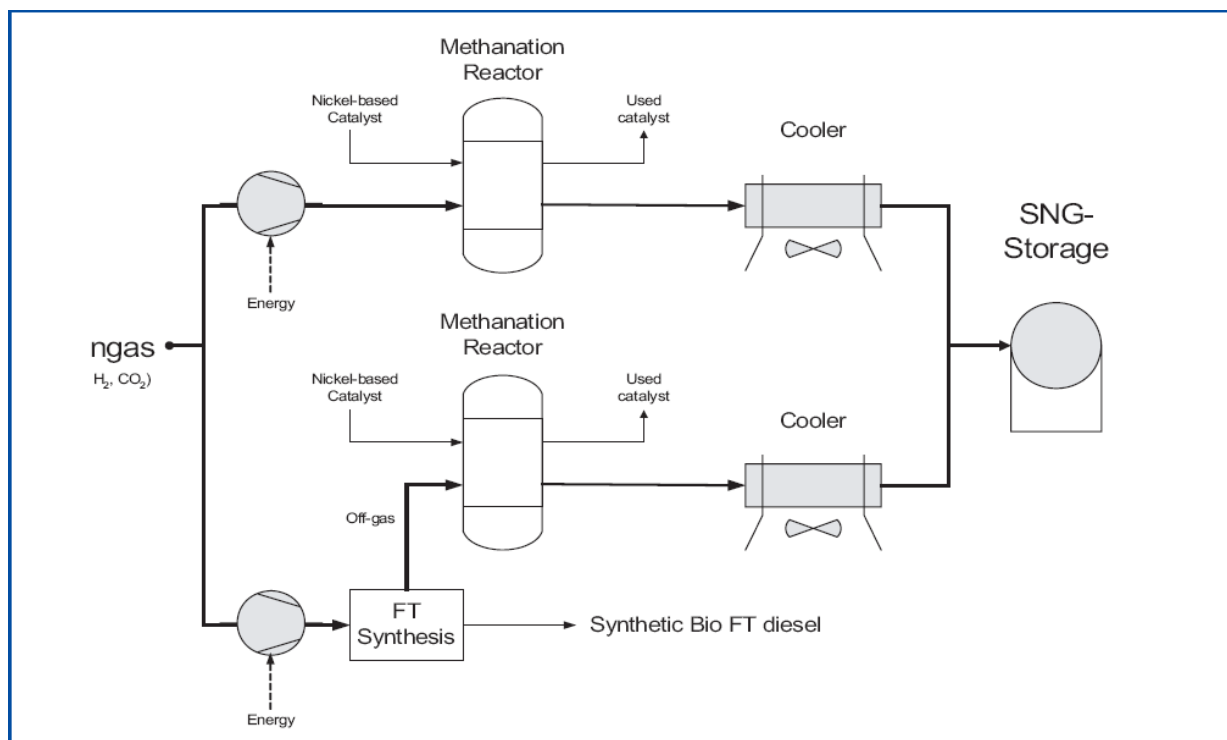 Methanation
Reactor
Nickel-based
Catalyst
Used
catalyst
Cooler
SNG-
Storage
Energy
Methanation
Reactor
ngas
H₂, CO₂)
Nickel-based
Catalyst
Used
catalyst
Cooler
Off-gas
FT
Synthesis
Synthetic Bio FT diesel
Energy